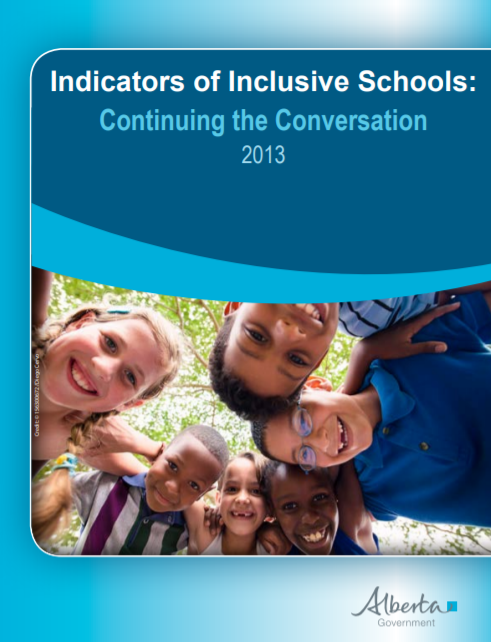 Indicators of Inclusive Schools:
Continuing the Conversation
2013
Alberta
Government